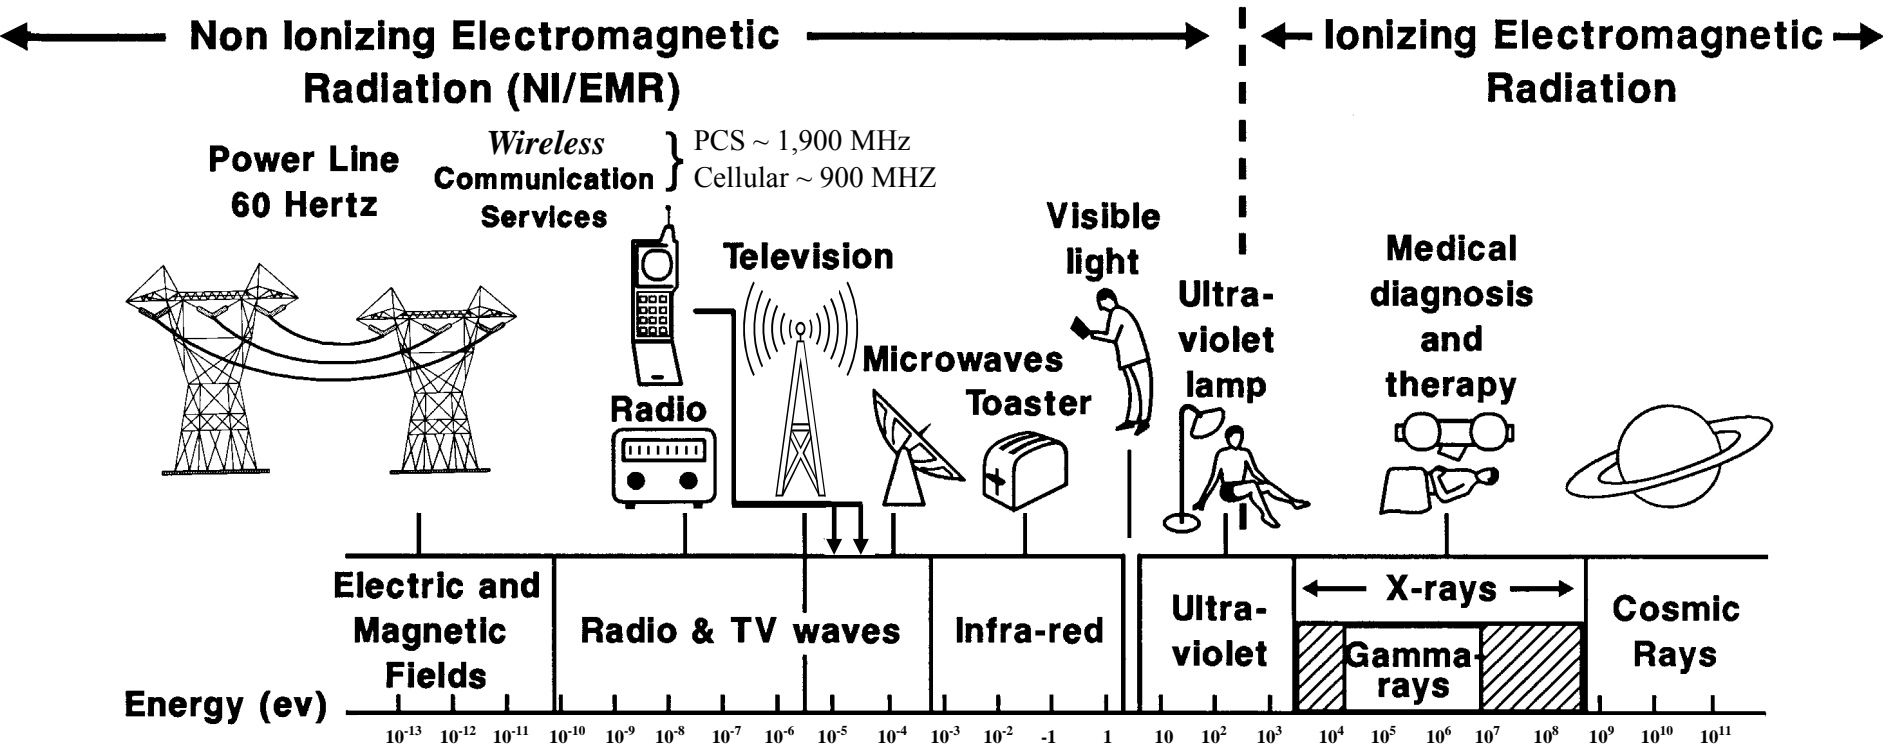 Non Ionizing Electromagnetic
Radiation (NI/EMR)
Ionizing Electromagnetic
Radiation
Power Line
60 Hertz
Wireless
Communication
Services
PCS ~ 1,900 MHz
Cellular ~ 900 MHZ
Radio
Television
Microwaves
Toaster
Visible
light
Ultra-
violet
lamp
Medical
diagnosis
and
therapy
Electric and
Magnetic
Fields
Radio & TV waves
Infra-red
Ultra-
violet
X-rays
Gamma-
rays
Cosmic
Rays
Energy (ev)
10⁻¹³ 10⁻¹² 10⁻¹¹ 10⁻¹⁰ 10⁻⁹ 10⁻⁸ 10⁻⁷ 10⁻⁶ 10⁻⁵ 10⁻⁴ 10⁻³ 10⁻² -1 1 10 10² 10³ 10⁴ 10⁵ 10⁶ 10⁷ 10⁸ 10⁹ 10¹⁰ 10¹¹